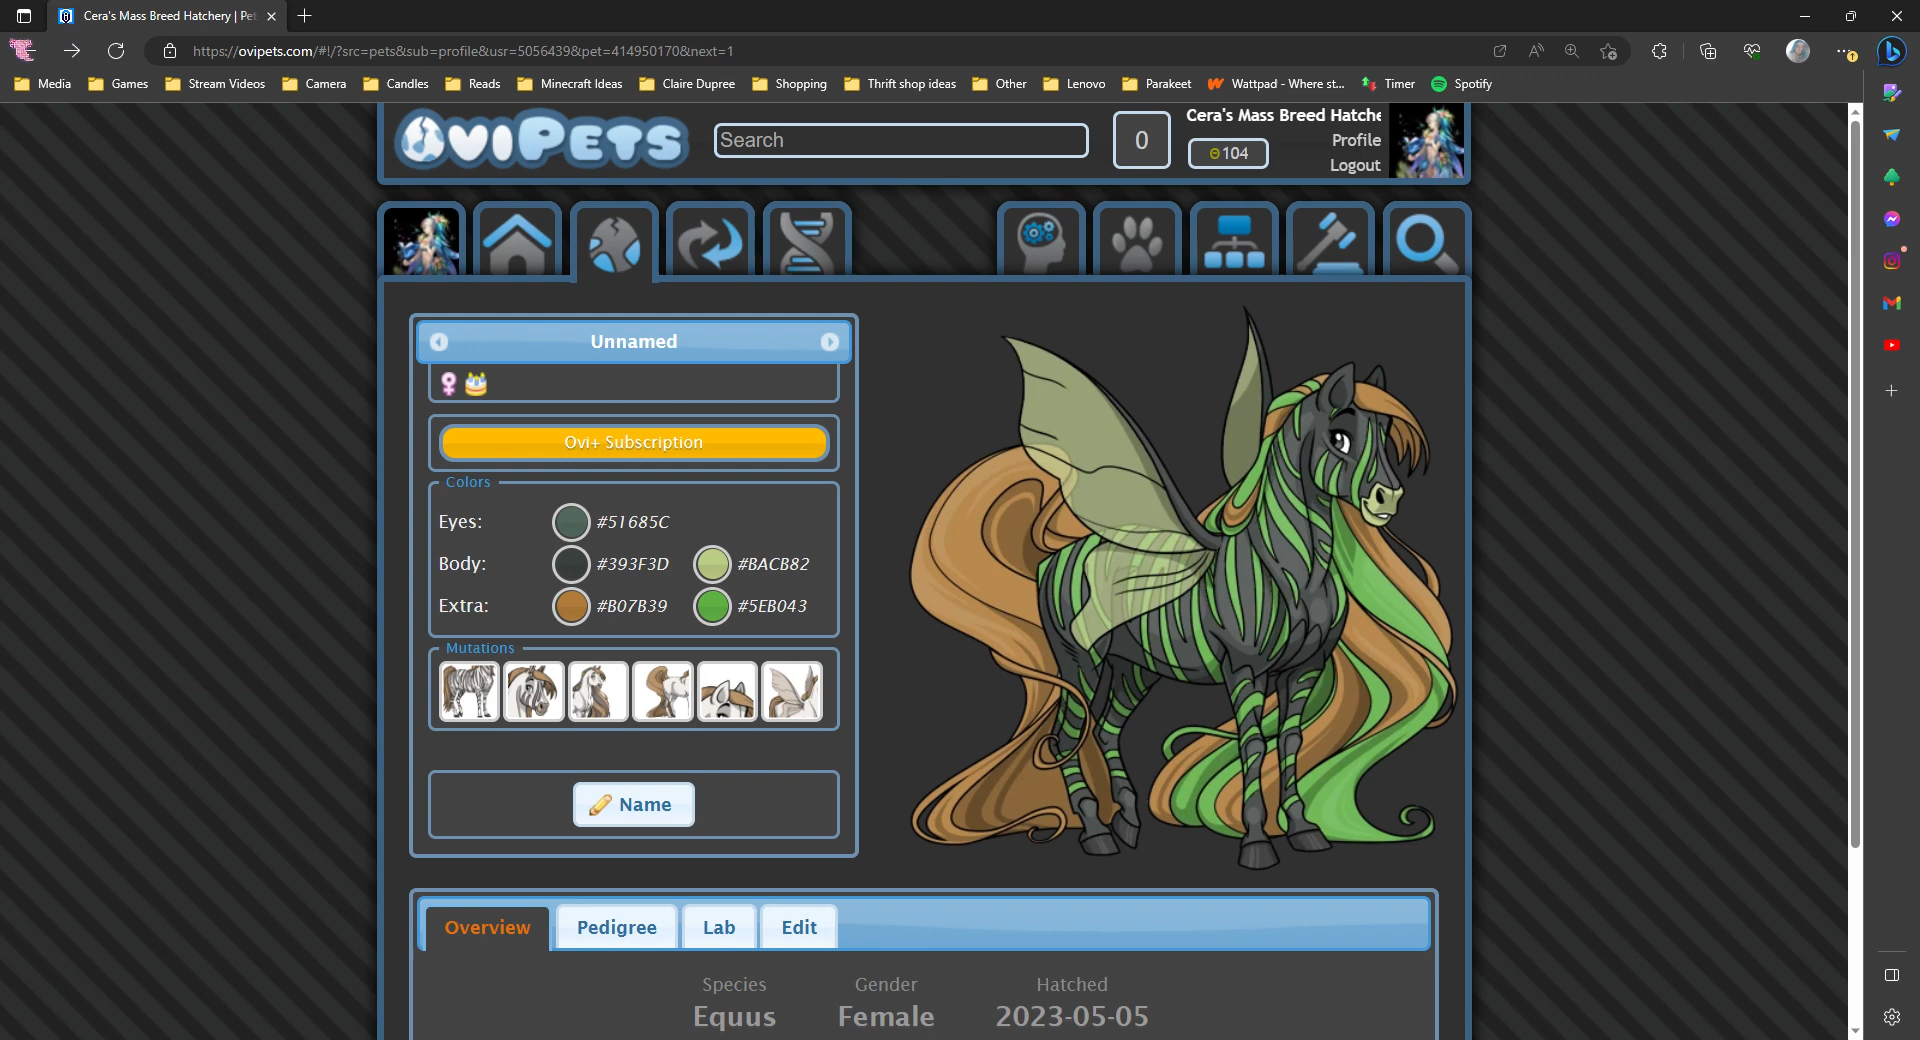 Cera's Mass Breed Hatchery | Pet
https://ovipets.com/#!/?src=pets&sub=profile&usr=5056439&pet=414950170&next=1
Media Games Stream Videos Camera Candles Reads Minecraft Ideas Claire Dupree Shopping Thrift shop ideas Other Lenovo Parakeet Wattpad - Where st... Timer Spotify
OVIPETS
Search
0
Cera's Mass Breed Hatche
104
Profile
Logout
Unnamed
Ovi+ Subscription
Colors
Eyes: #51685C
Body: #393F3D #BACB82
Extra: #B07B39 #5EB043
Mutations
Name
Overview Pedigree Lab Edit
Species Gender Hatched
Equus Female 2023-05-05